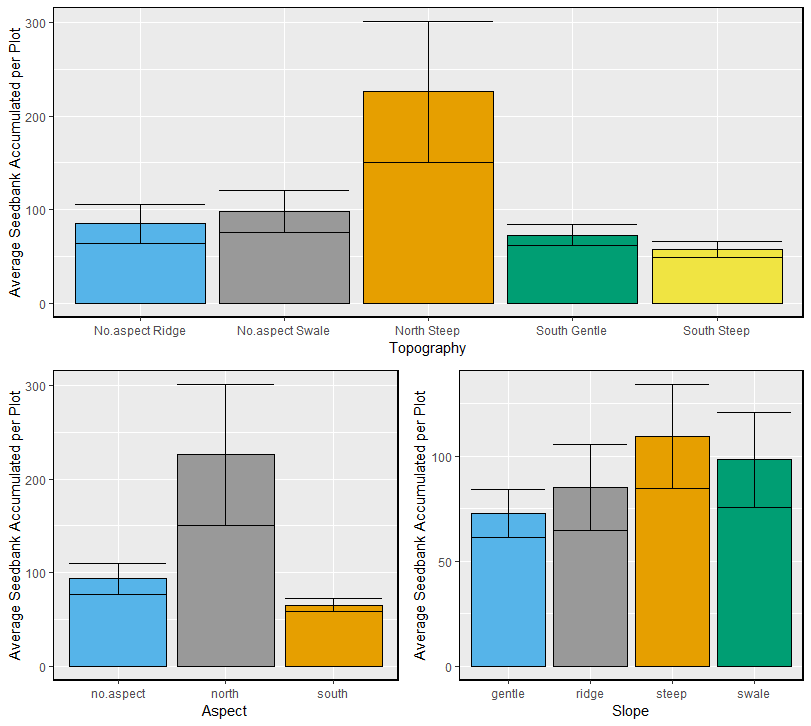 Average Seedbank Accumulated per Plot
300
200
100
0
No.aspect Ridge No.aspect Swale North Steep South Gentle South Steep
Topography
Average Seedbank Accumulated per Plot
300
200
100
0
no.aspect north south
Aspect
Average Seedbank Accumulated per Plot
100
50
0
gentle ridge steep swale
Slope